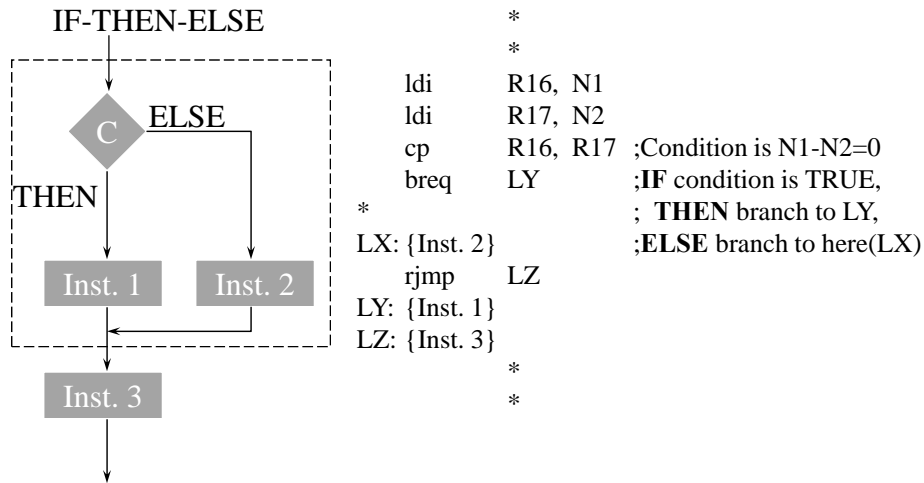 IF-THEN-ELSE
C
ELSE
THEN
Inst. 1
Inst. 2
Inst. 3
*
*
ldi R16, N1
ldi R17, N2
cp R16, R17 ;Condition is N1-N2=0
breq LY ;IF condition is TRUE,
* ; THEN branch to LY,
LX: {Inst. 2} ;ELSE branch to here(LX)
rjmp LZ
LY: {Inst. 1}
LZ: {Inst. 3}
*
*